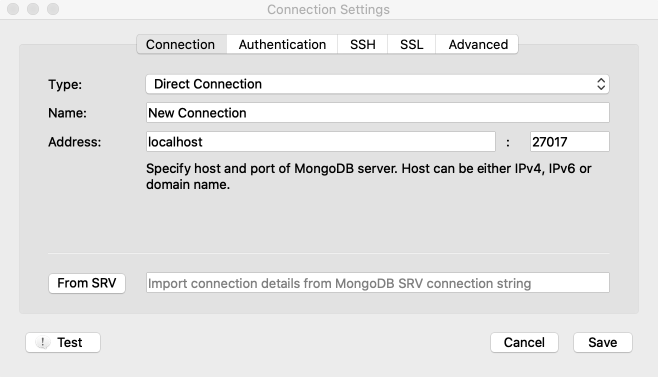 Connection Settings
Connection Authentication SSH SSL Advanced
Type: Direct Connection
Name: New Connection
Address: localhost : 27017
Specify host and port of MongoDB server. Host can be either IPv4, IPv6 or
domain name.
From SRV Import connection details from MongoDB SRV connection string
! Test Cancel Save